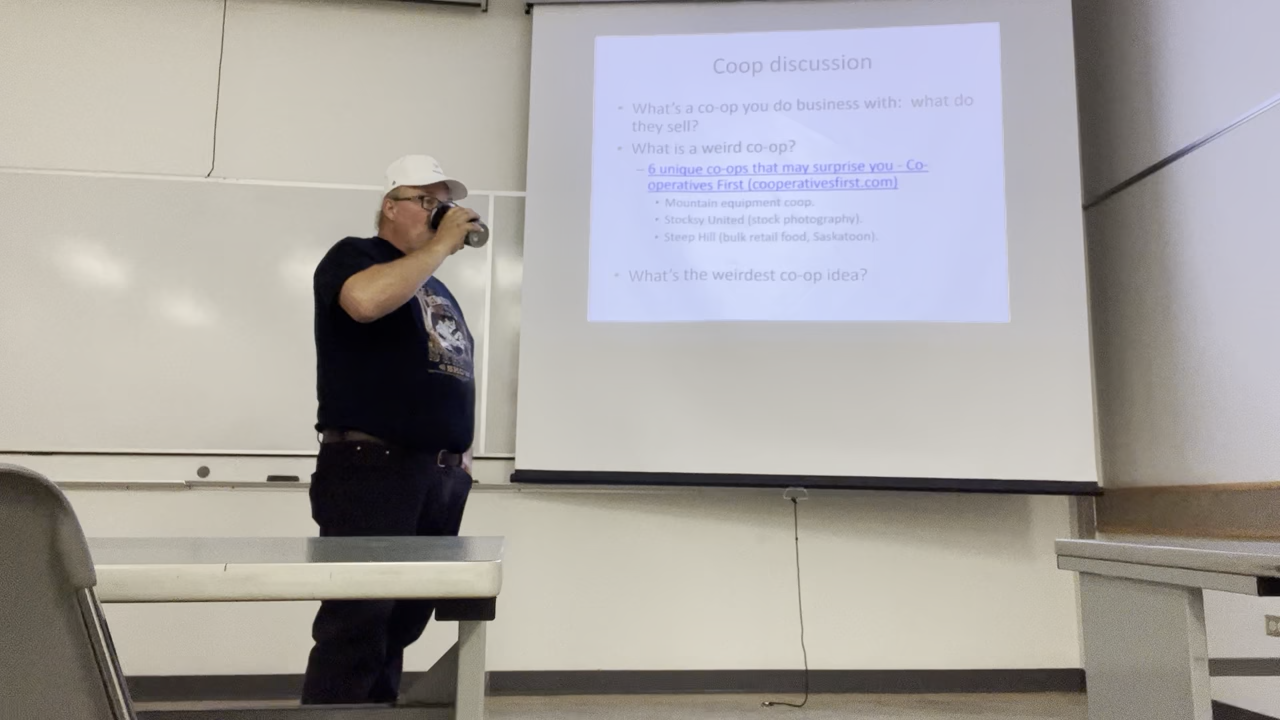 Coop discussion
• What's a co-op you do business with:  what do
they sell?
• What is a weird co-op?
– 6 unique co-ops that may surprise you - Co-
operatives First (cooperativesfirst.com)
• Mountain equipment coop.
• Stocksy United (stock photography).
• Steep Hill (bulk retail food, Saskatoon).
• What's the weirdest co-op idea?